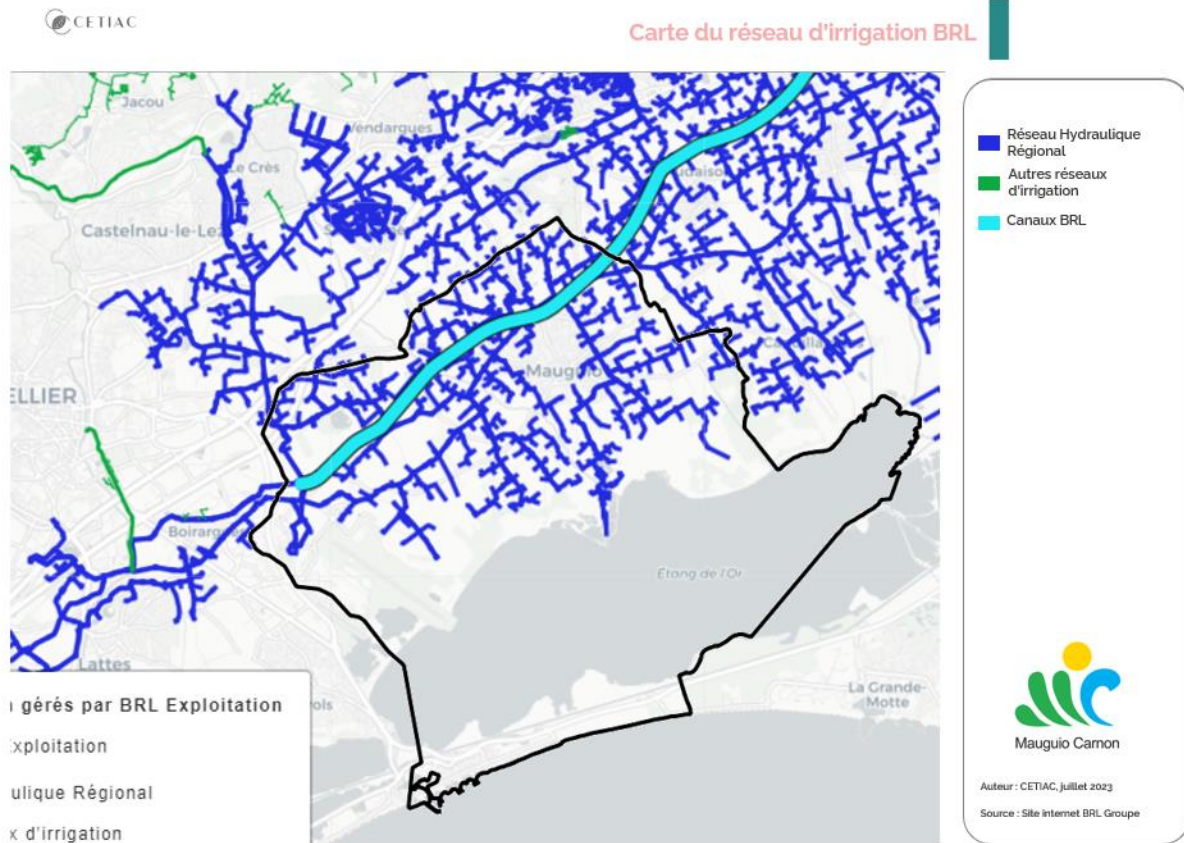 CETIAC
Carte du réseau d'irrigation BRL
Jacou
Vendargues
Le Crès
Castelnau-le-Lez
Mauguio
ELLIER
Boirargues
Étang de l'Or
Lattes
La Grande-
Motte
gérés par BRL Exploitation
xploitation
ulique Régional
x d'irrigation
Réseau Hydraulique
Régional
Autres réseaux
d'irrigation
Canaux BRL
Mauguio Carnon
Auteur : CETIAC, juillet 2023
Source : Site internet BRL Groupe